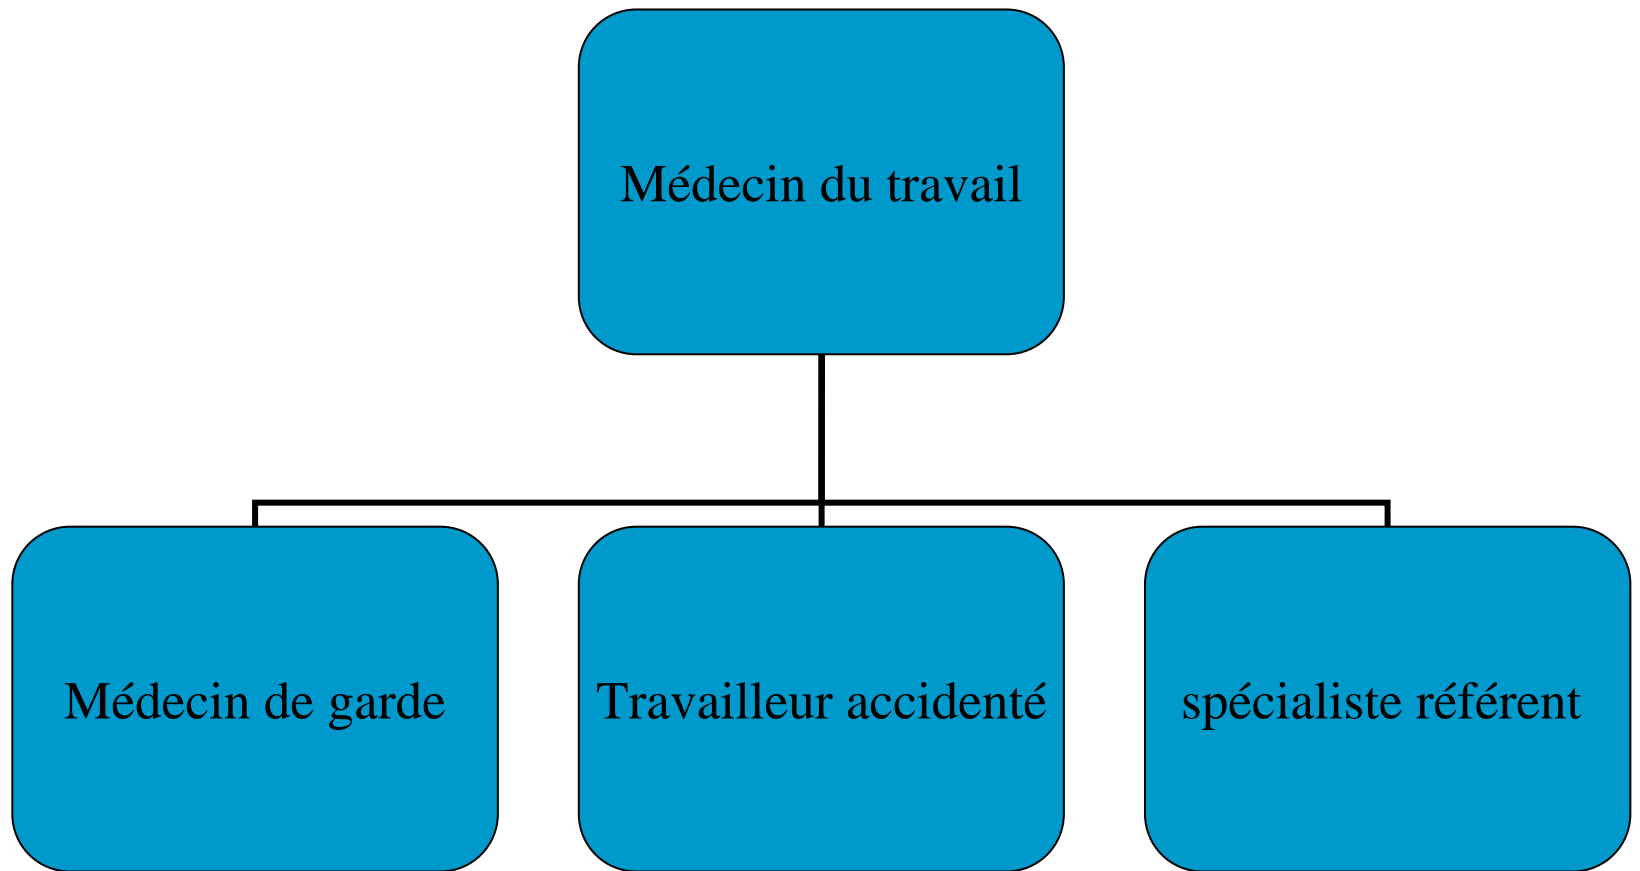 Médecin du travail
Médecin de garde
Travailleur accidenté
spécialiste référent